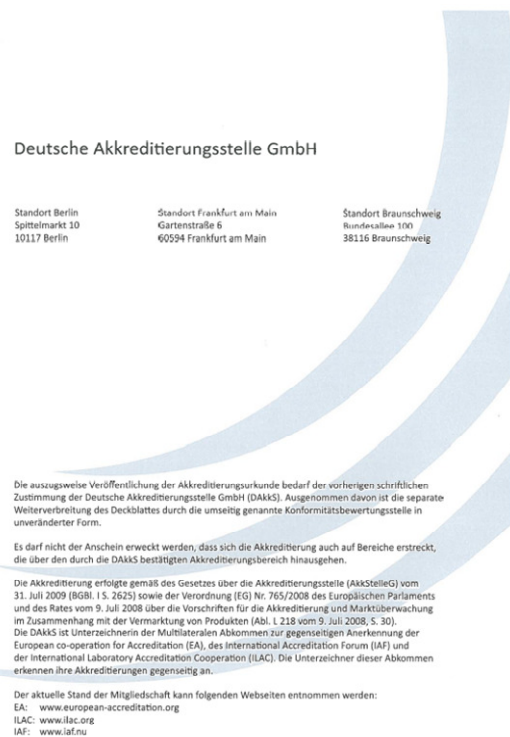 Deutsche Akkreditierungsstelle GmbH
Standort Berlin
Spittelmarkt 10
10117 Berlin
Standort Frankfurt am Main
Gartenstraße 6
60594 Frankfurt am Main
Standort Braunschweig
Bundesallee 100
38116 Braunschweig
Die auszugsweise Veröffentlichung der Akkreditierungsurkunde bedarf der vorherigen schriftlichen
Zustimmung der Deutsche Akkreditierungsstelle GmbH (DAkkS). Ausgenommen davon ist die separate
Weiterverbreitung des Deckblattes durch die umseitig genannte Konformitätsbewertungsstelle in
unveränderter Form.
Es darf nicht der Anschein erweckt werden, dass sich die Akkreditierung auch auf Bereiche erstreckt,
die über den durch die DAkkS bestätigten Akkreditierungsbereich hinausgehen.
Die Akkreditierung erfolgte gemäß des Gesetzes über die Akkreditierungsstelle (AkkStelleG) vom
31. Juli 2009 (BGBl. I S. 2625) sowie der Verordnung (EG) Nr. 765/2008 des Europäischen Parlaments
und des Rates vom 9. Juli 2008 über die Vorschriften für die Akkreditierung und Marktüberwachung
im Zusammenhang mit der Vermarktung von Produkten (Abl. L 218 vom 9. Juli 2008, S. 30).
Die DAkkS ist Unterzeichnerin der Multilateralen Abkommen zur gegenseitigen Anerkennung der
European co-operation for Accreditation (EA), des International Accreditation Forum (IAF) und
der International Laboratory Accreditation Cooperation (ILAC). Die Unterzeichner dieser Abkommen
erkennen ihre Akkreditierungen gegenseitig an.
Der aktuelle Stand der Mitgliedschaft kann folgenden Webseiten entnommen werden:
EA: www.european-accreditation.org
ILAC: www.ilac.org
IAF: www.iaf.nu